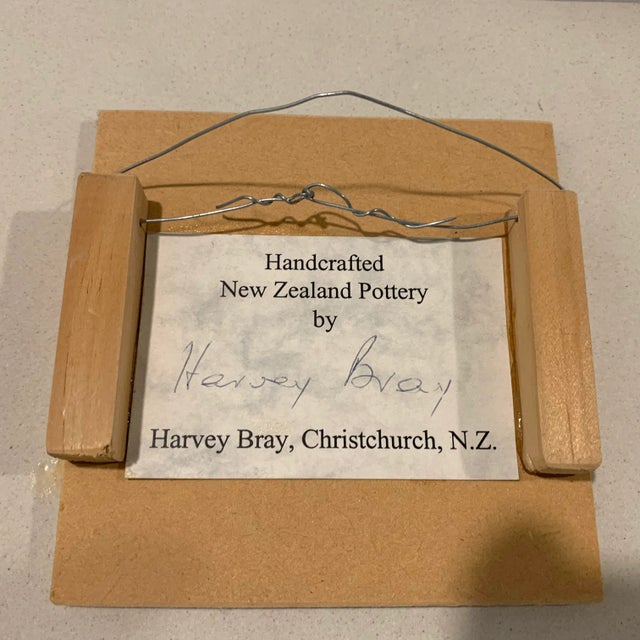 Handcrafted
New Zealand Pottery
by
Harvey Bray
Harvey Bray, Christchurch, N.Z.